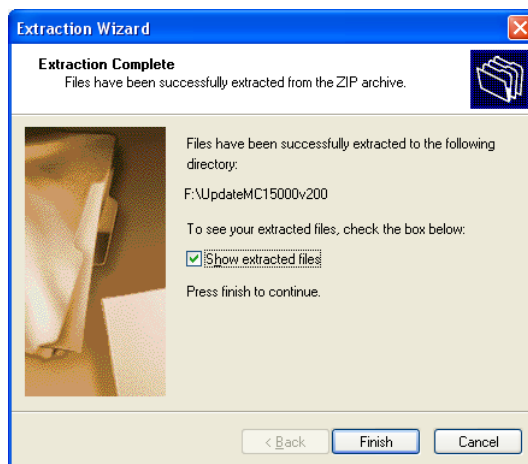 Extraction Wizard
Extraction Complete
Files have been successfully extracted from the ZIP archive.
Files have been successfully extracted to the following
directory:
F:\UpdateMC15000v200
To see your extracted files, check the box below:
Show extracted files
Press finish to continue.
< Back
Finish
Cancel